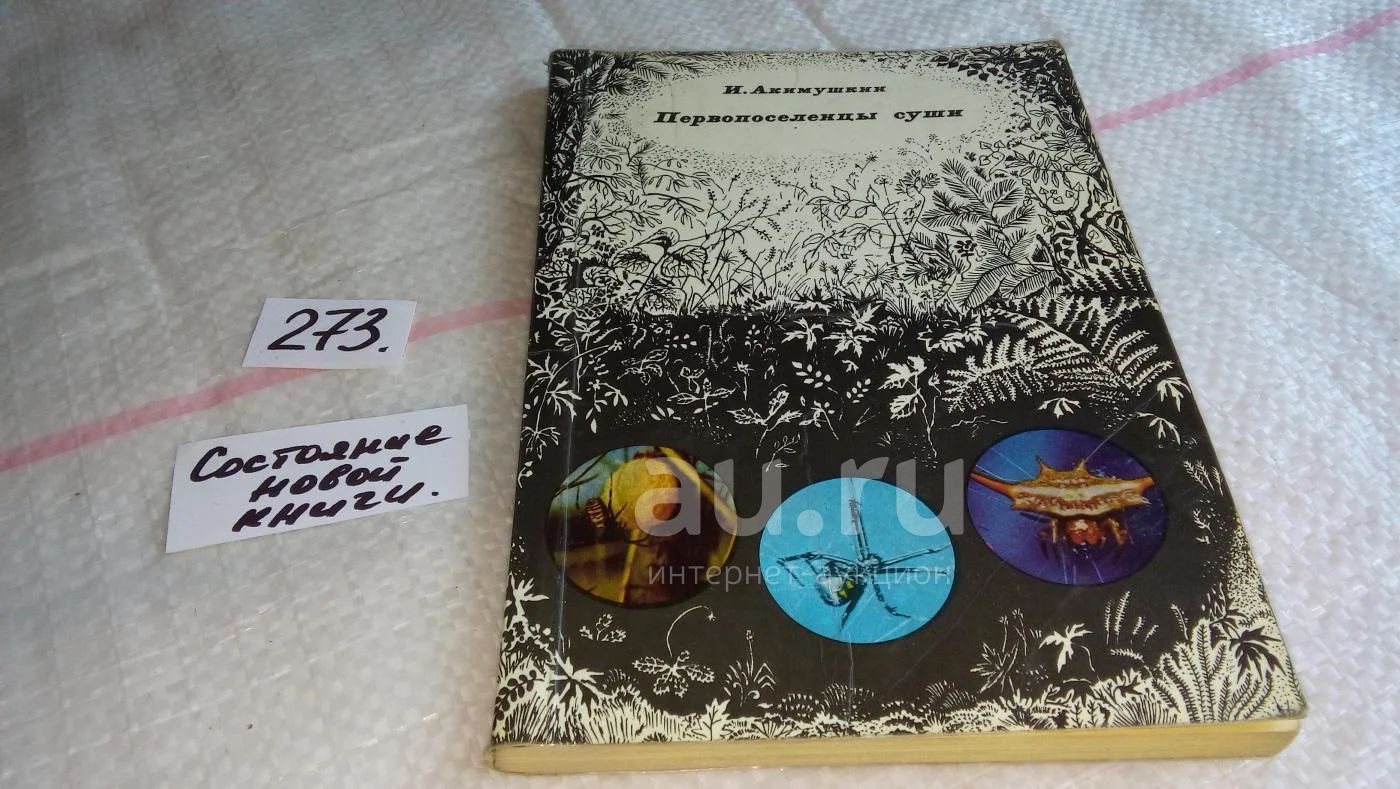 И. Акимушкин
Первопоселенцы суши
273.
Состояние
новой
книги.
au.ru
интернет-аукцион